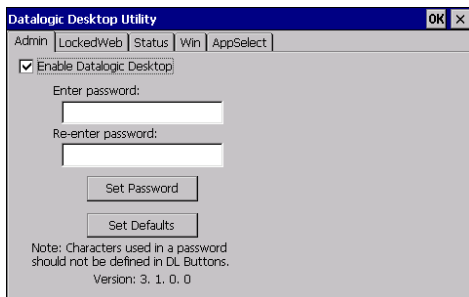 Datalogic Desktop Utility OK ×
Admin LockedWeb Status Win AppSelect
Enable Datalogic Desktop
Enter password:
Re-enter password:
Set Password
Set Defaults
Note: Characters used in a password
should not be defined in DL Buttons.
Version: 3. 1. 0. 0